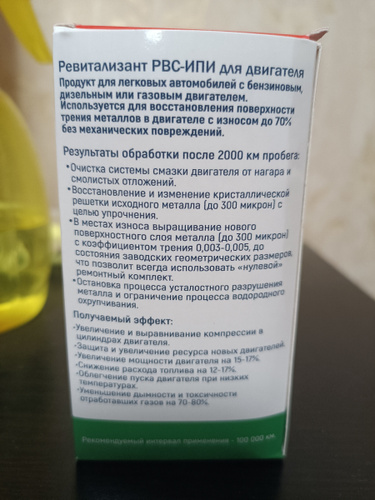 Ревитализант РВС-ИПИ для двигателя
Продукт для легковых автомобилей с бензиновым,
дизельным или газовым двигателем.
Используется для восстановления поверхности
трения металлов в двигателе с износом до 70%
без механических повреждений.
Результаты обработки после 2000 км пробега:
•Очистка системы смазки двигателя от нагара и
смолистых отложений.
•Восстановление и изменение кристаллической
решетки исходного металла (до 300 микрон) с
целью упрочнения.
•В местах износа выращивание нового
поверхностного слоя металла (до 300 микрон)
с коэффициентом трения 0,003-0,005, до
состояния заводских геометрических размеров,
что позволит всегда использовать «нулевой»
ремонтный комплект.
•Остановка процесса усталостного разрушения
металла и ограничение процесса водородного
охрупчивания.
Получаемый эффект:
-Увеличение и выравнивание компрессии в
цилиндрах двигателя.
-Защита и увеличение ресурса новых двигателей.
-Увеличение мощности двигателя на 15-17%.
-Снижение расхода топлива на 12-17%.
-Облегчение пуска двигателя при низких
температурах.
-Уменьшение дымности и токсичности
отработавших газов на 70-80%.
Рекомендуемый интервал применения - 100 000 км.